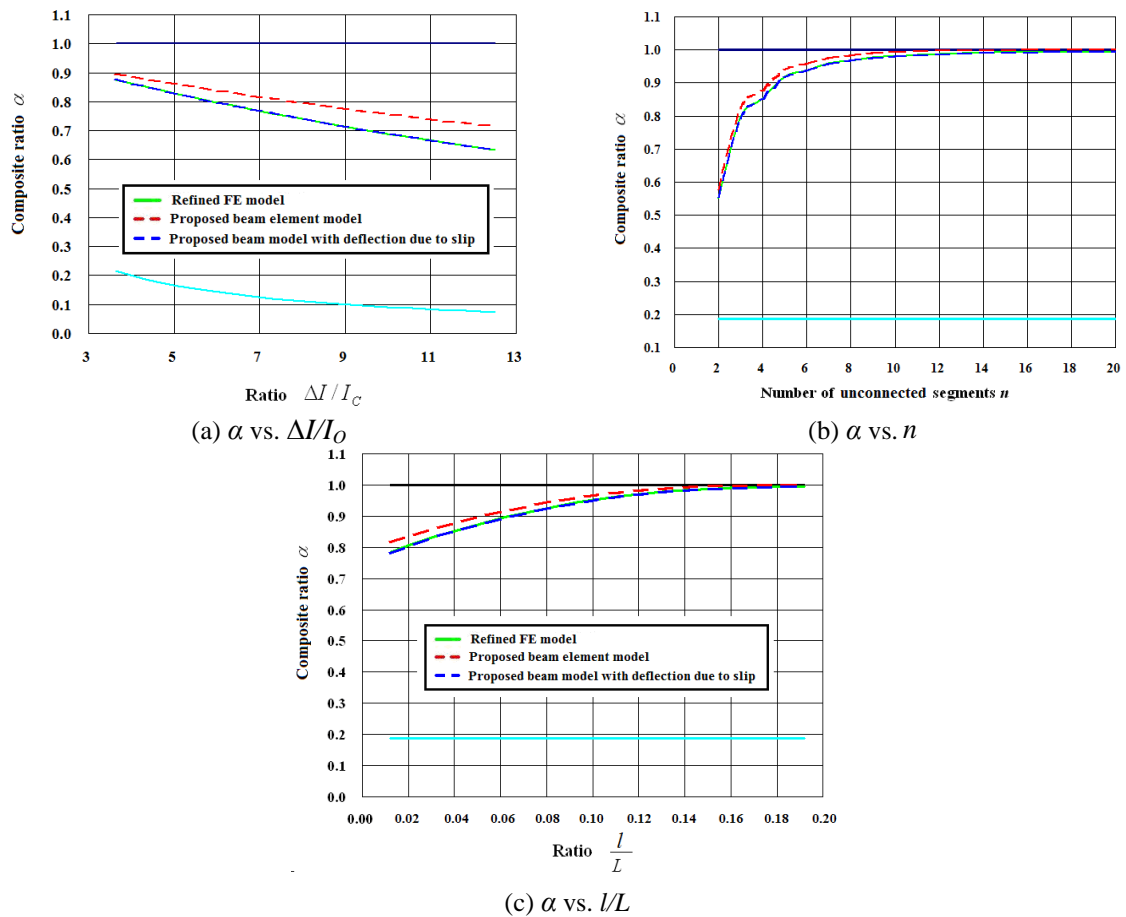 1.1
1.0
0.9
0.8
0.7
0.6
0.5
0.4
0.3
0.2
0.1
0.0
Composite ratio α
Refined FE model
Proposed beam element model
Proposed beam model with deflection due to slip
3 5 7 9 11 13
Ratio ΔI / I_C
(a) α vs. ΔI/I_O
1.1
1.0
0.9
0.8
0.7
0.6
0.5
0.4
0.3
0.2
0.1
Composite ratio α
0 2 4 6 8 10 12 14 16 18 20
Number of unconnected segments n
(b) α vs. n
1.1
1.0
0.9
0.8
0.7
0.6
0.5
0.4
0.3
0.2
0.1
0.0
Composite ratio α
Refined FE model
Proposed beam element model
Proposed beam model with deflection due to slip
0.00 0.02 0.04 0.06 0.08 0.10 0.12 0.14 0.16 0.18 0.20
Ratio l/L
(c) α vs. l/L